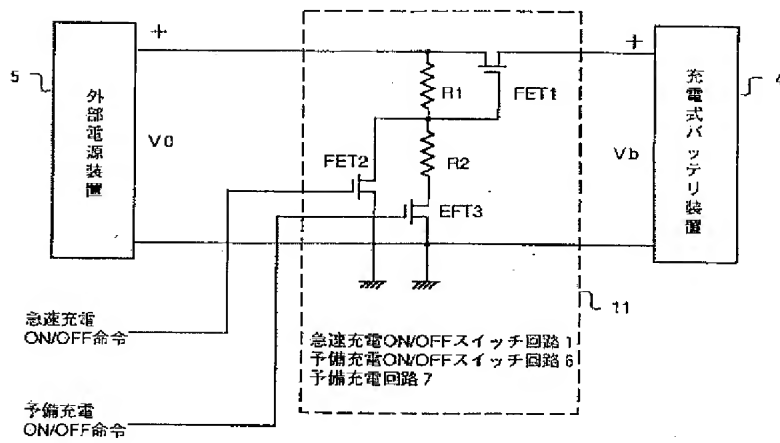 +
+
5
外部電源装置
V0
R1
FET1
Vb
充電式バッテリ装置
4
FET2
R2
EFT3
11
急速充電
ON/OFF命令
急速充電ON/OFFスイッチ回路1
予備充電ON/OFFスイッチ回路6
予備充電回路7
予備充電
ON/OFF命令